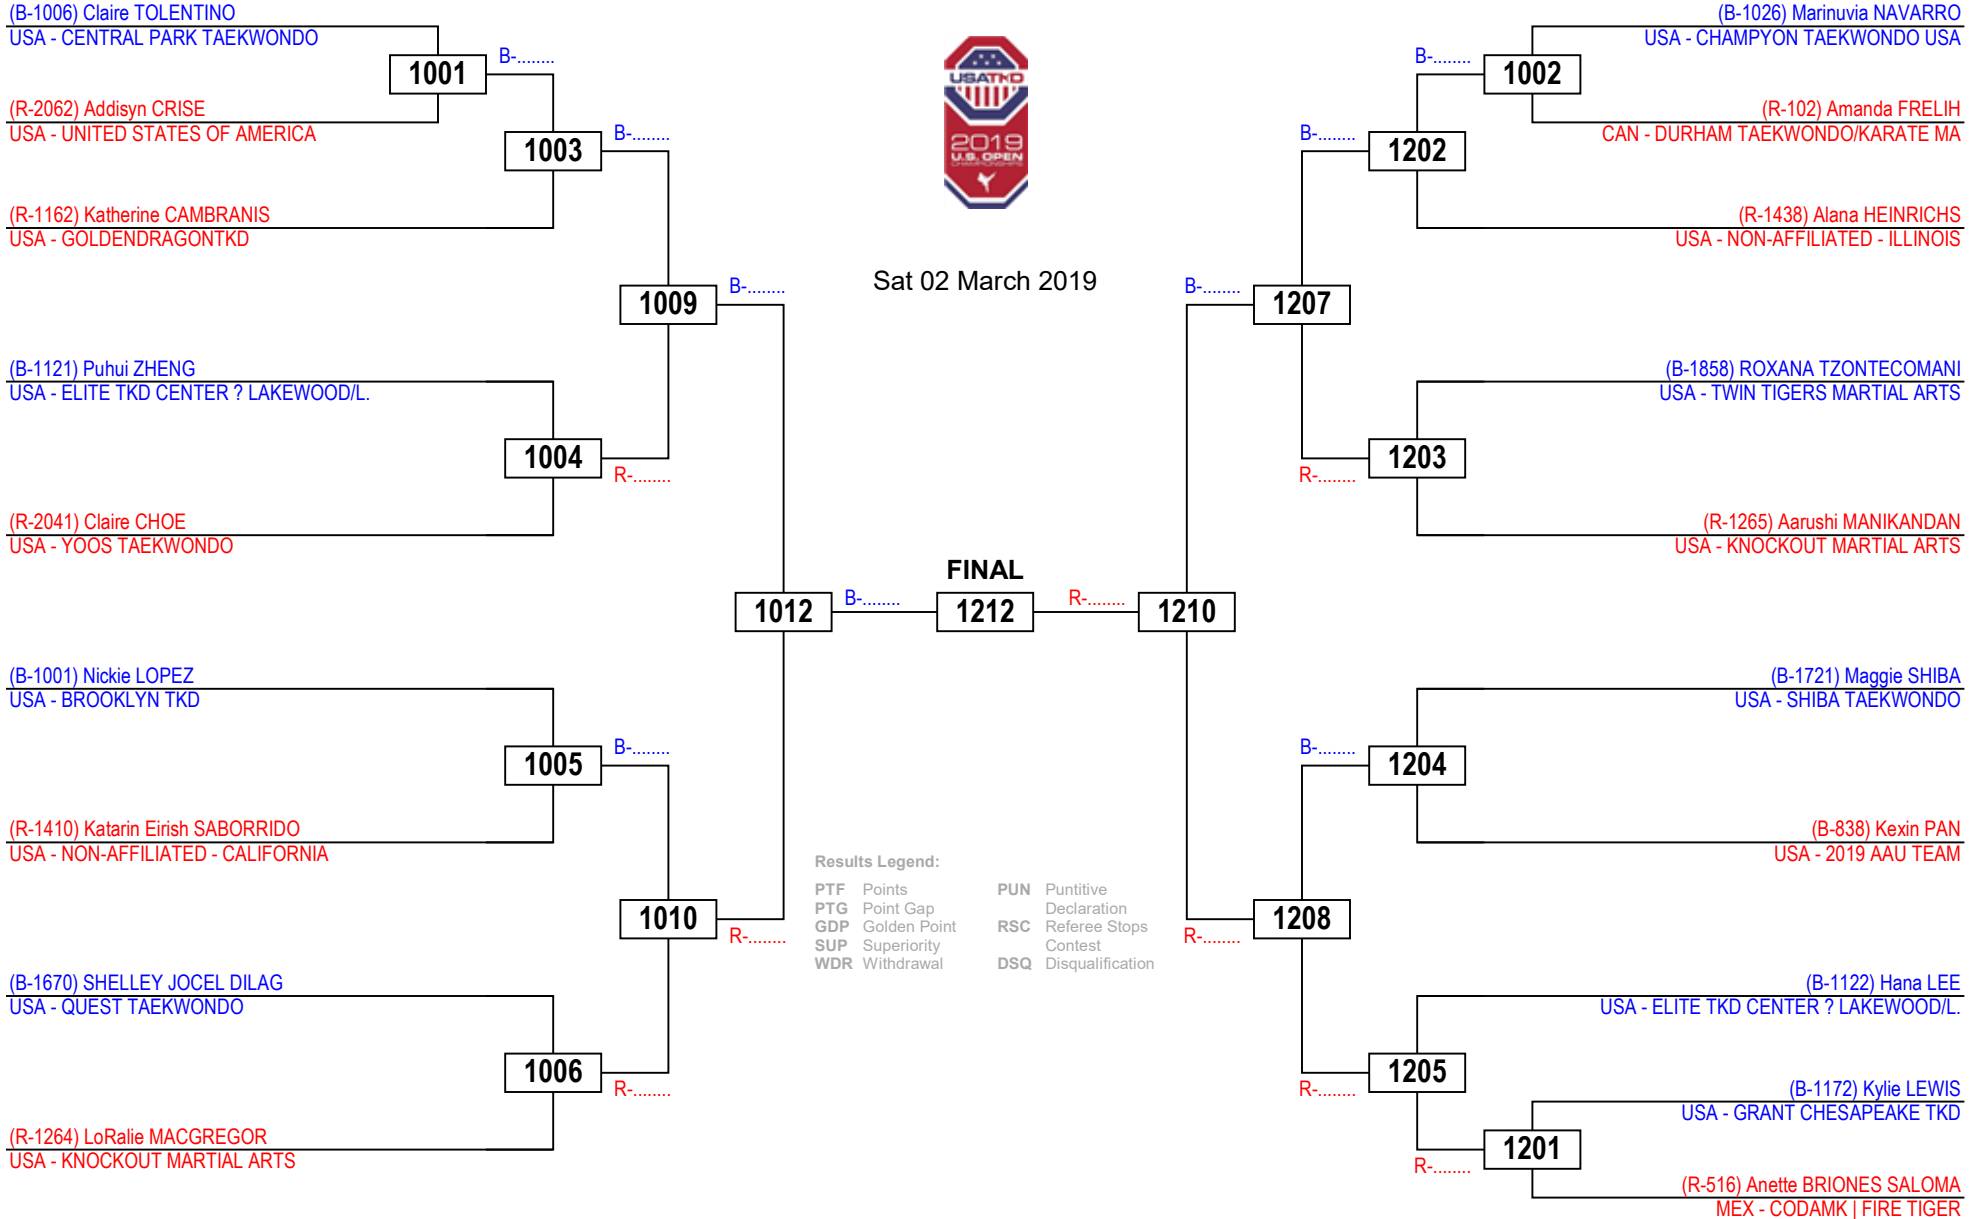 (B-1006) Claire TOLENTINO
USA - CENTRAL PARK TAEKWONDO
1001
B-........
(R-2062) Addisyn CRISE
USA - UNITED STATES OF AMERICA
1003
B-........
(R-1162) Katherine CAMBRANIS
USA - GOLDENDRAGONTKD
1009
B-........
(B-1121) Puhui ZHENG
USA - ELITE TKD CENTER ? LAKEWOOD/L.
1004
R-........
(R-2041) Claire CHOE
USA - YOOS TAEKWONDO
1012
B-........
(B-1001) Nickie LOPEZ
USA - BROOKLYN TKD
1005
B-........
(R-1410) Katarin Eirish SABORRIDO
USA - NON-AFFILIATED - CALIFORNIA
1010
R-........
(B-1670) SHELLEY JOCEL DILAG
USA - QUEST TAEKWONDO
1006
R-........
(R-1264) LoRalie MACGREGOR
USA - KNOCKOUT MARTIAL ARTS
USATKD
2019
U.S. OPEN
CHAMPIONSHIPS
Sat 02 March 2019
FINAL
1212
Results Legend:
PTF Points
PTG Point Gap
GDP Golden Point
SUP Superiority
WDR Withdrawal
PUN Puntitive
Declaration
RSC Referee Stops
Contest
DSQ Disqualification
(B-1026) Marinuvia NAVARRO
USA - CHAMPYON TAEKWONDO USA
B-........
1002
(R-102) Amanda FRELIH
CAN - DURHAM TAEKWONDO/KARATE MA
B-........
1202
(R-1438) Alana HEINRICHS
USA - NON-AFFILIATED - ILLINOIS
B-........
1207
(B-1858) ROXANA TZONTECOMANI
USA - TWIN TIGERS MARTIAL ARTS
1203
R-........
(R-1265) Aarushi MANIKANDAN
USA - KNOCKOUT MARTIAL ARTS
R-........
1210
(B-1721) Maggie SHIBA
USA - SHIBA TAEKWONDO
B-........
1204
(B-838) Kexin PAN
USA - 2019 AAU TEAM
1208
R-........
(B-1122) Hana LEE
USA - ELITE TKD CENTER ? LAKEWOOD/L.
1205
R-........
(B-1172) Kylie LEWIS
USA - GRANT CHESAPEAKE TKD
1201
R-........
(R-516) Anette BRIONES SALOMA
MEX - CODAMK | FIRE TIGER